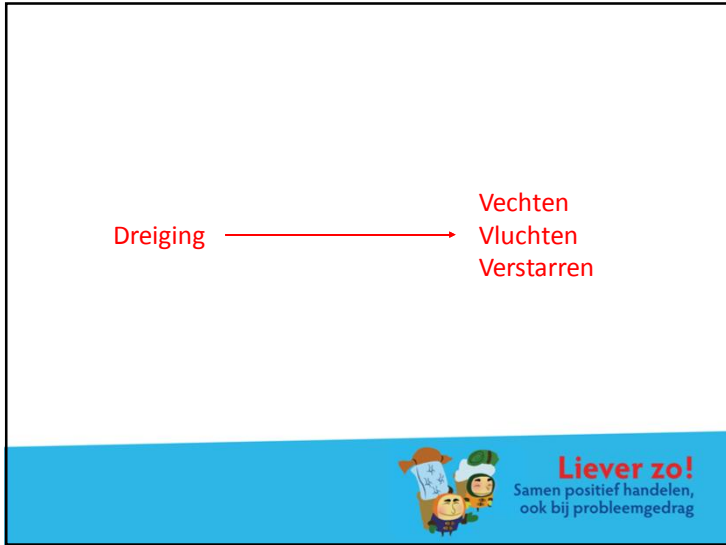 Vechten
Dreiging Vluchten
Verstarren
Liever zo!
Samen positief handelen,
ook bij probleemgedrag